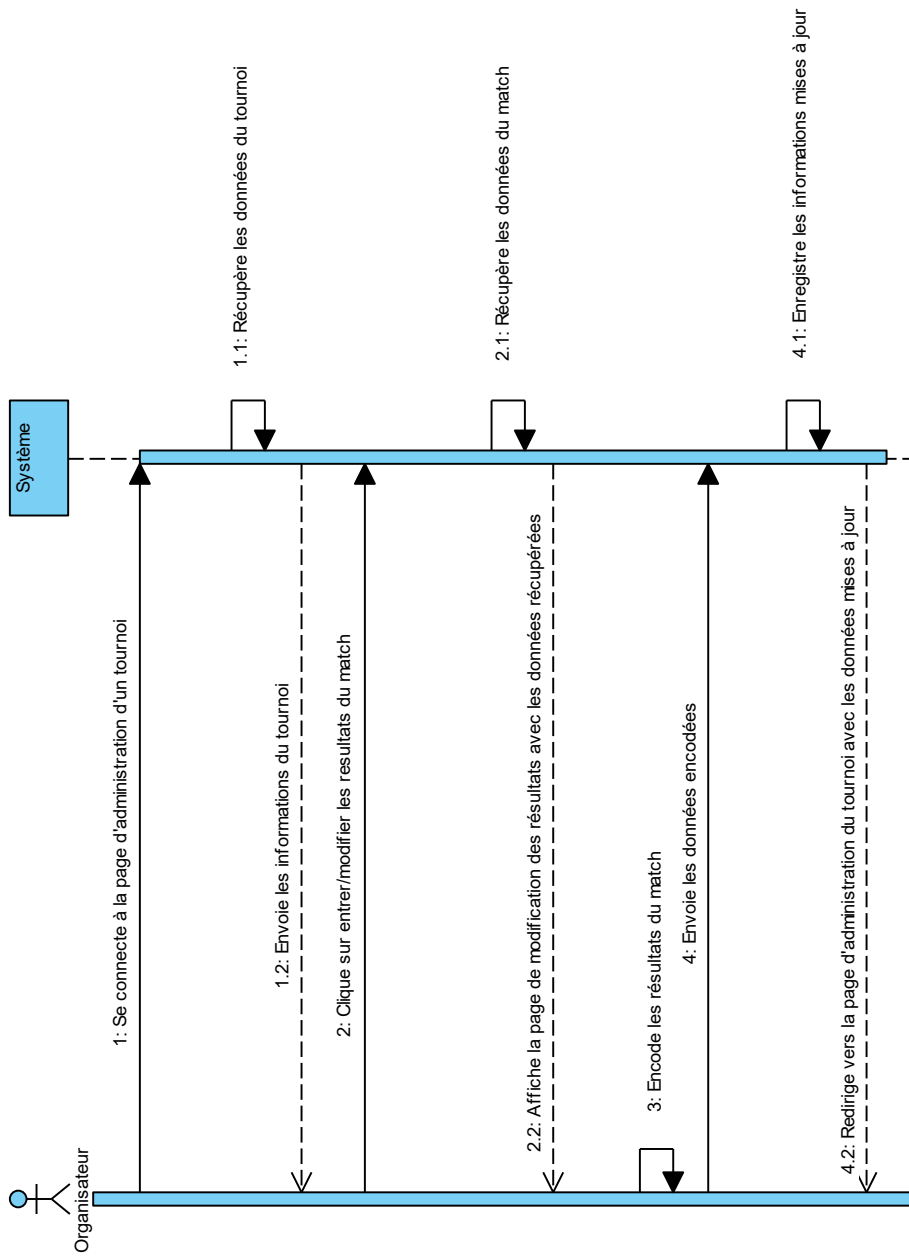 Organisateur
Système
1: Se connecte à la page d'administration d'un tournoi
1.1: Récupère les données du tournoi
1.2: Envoie les informations du tournoi
2: Clique sur entrer/modifier les resultats du match
2.1: Récupère les données du match
2.2: Affiche la page de modification des résultats avec les données récupérées
3: Encode les résultats du match
4: Envoie les données encodées
4.1: Enregistre les informations mises à jour
4.2: Redirige vers la page d'administration du tournoi avec les données mises à jour